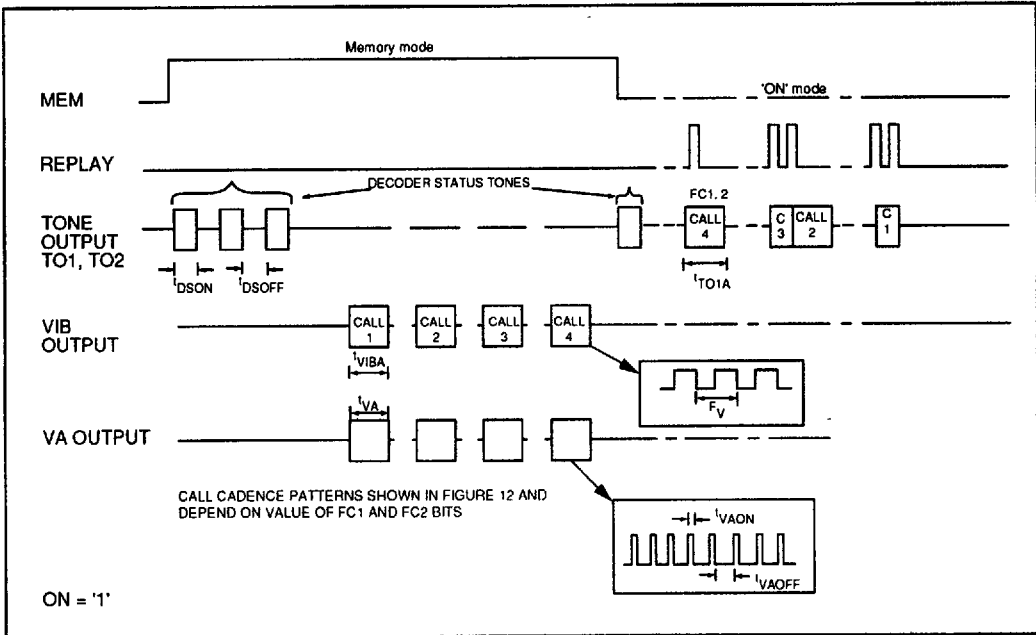 Memory mode
MEM
'ON' mode
REPLAY
DECODER STATUS TONES
FC1, 2
TONE
OUTPUT
TO1, TO2
CALL
4
C
3
CALL
2
C
1
tDSON
tDSOFF
tTO1A
VIB
OUTPUT
CALL
1
CALL
2
CALL
3
CALL
4
tVIBA
FV
tVA
VA OUTPUT
CALL CADENCE PATTERNS SHOWN IN FIGURE 12 AND
DEPEND ON VALUE OF FC1 AND FC2 BITS
tVAON
tVAOFF
ON = '1'